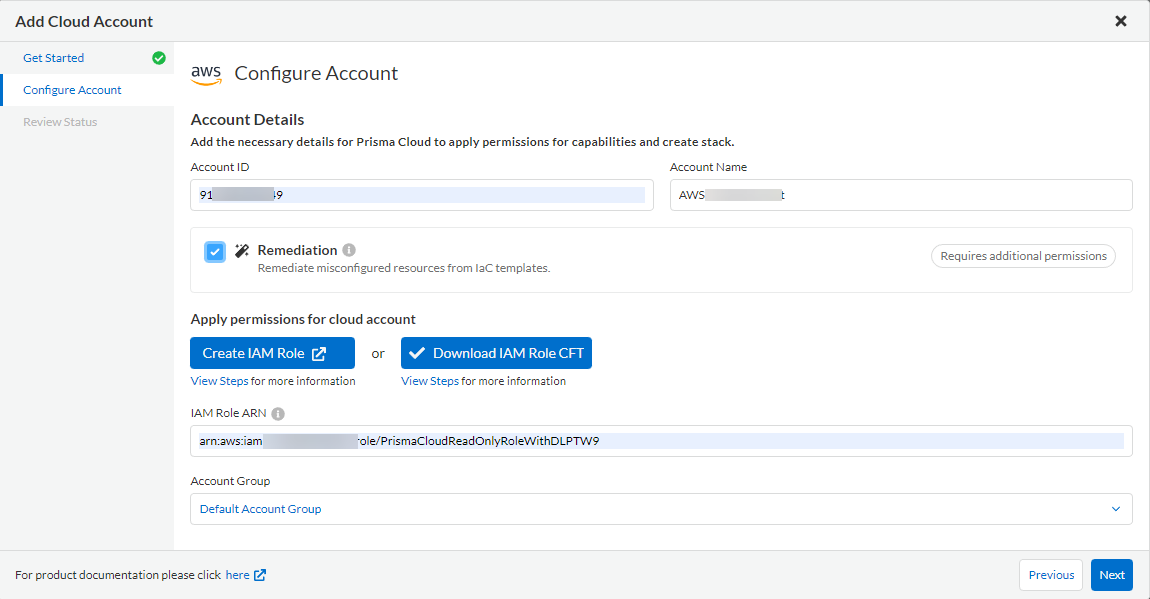 Add Cloud Account
Get Started
Configure Account
Review Status
aws Configure Account
Account Details
Add the necessary details for Prisma Cloud to apply permissions for capabilities and create stack.
Account ID
Account Name
91 49
AWS t
Remediation
Remediate misconfigured resources from IaC templates.
Requires additional permissions
Apply permissions for cloud account
Create IAM Role
or
Download IAM Role CFT
View Steps for more information
View Steps for more information
IAM Role ARN
arn:aws:iam role/PrismaCloudReadOnlyRoleWithDLPTW9
Account Group
Default Account Group
For product documentation please click here
Previous
Next